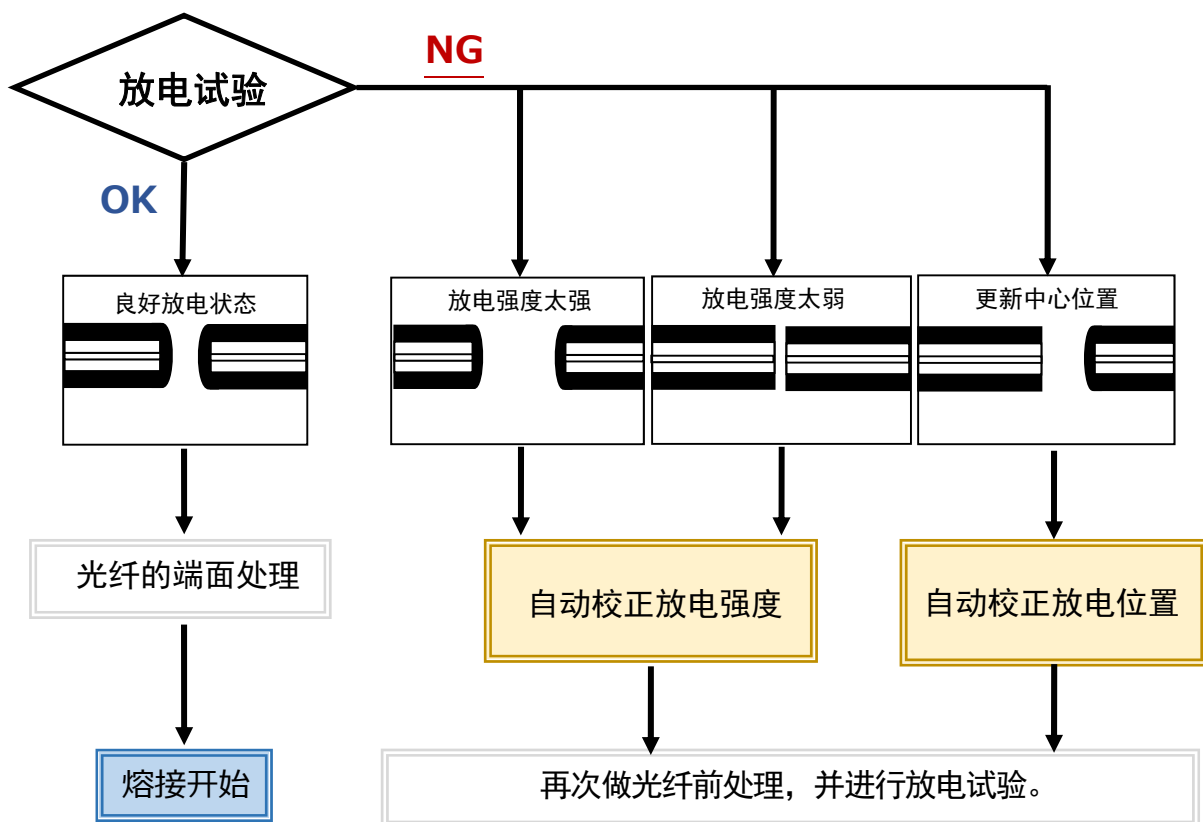 放电试验
NG
OK
良好放电状态
放电强度太强
放电强度太弱
更新中心位置
光纤的端面处理
自动校正放电强度
自动校正放电位置
熔接开始
再次做光纤前处理，并进行放电试验。